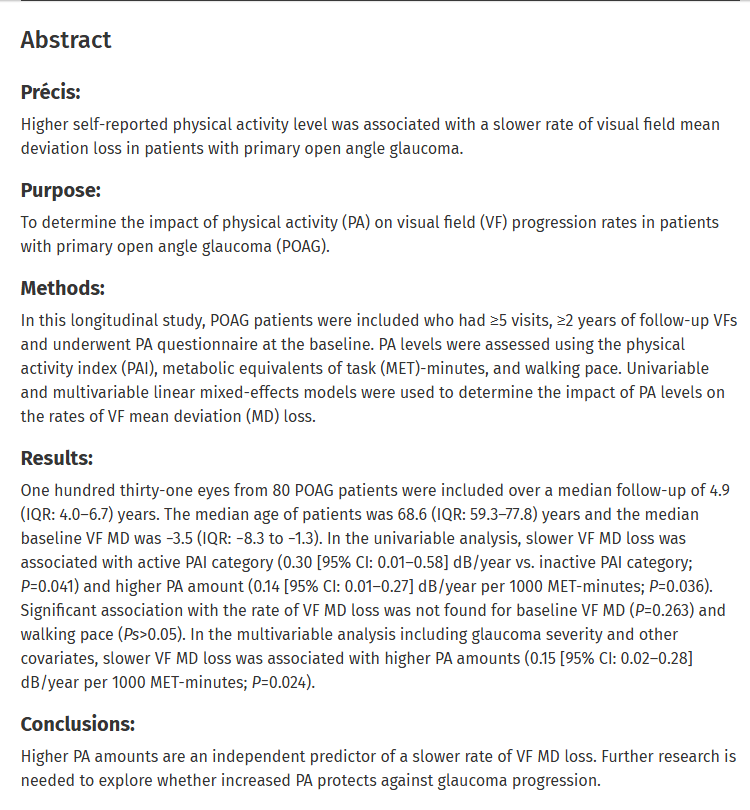 Abstract
Précis:
Higher self-reported physical activity level was associated with a slower rate of visual field mean
deviation loss in patients with primary open angle glaucoma.
Purpose:
To determine the impact of physical activity (PA) on visual field (VF) progression rates in patients
with primary open angle glaucoma (POAG).
Methods:
In this longitudinal study, POAG patients were included who had ≥5 visits, ≥2 years of follow-up VFs
and underwent PA questionnaire at the baseline. PA levels were assessed using the physical
activity index (PAI), metabolic equivalents of task (MET)-minutes, and walking pace. Univariable
and multivariable linear mixed-effects models were used to determine the impact of PA levels on
the rates of VF mean deviation (MD) loss.
Results:
One hundred thirty-one eyes from 80 POAG patients were included over a median follow-up of 4.9
(IQR: 4.0–6.7) years. The median age of patients was 68.6 (IQR: 59.3–77.8) years and the median
baseline VF MD was −3.5 (IQR: −8.3 to −1.3). In the univariable analysis, slower VF MD loss was
associated with active PAI category (0.30 [95% CI: 0.01–0.58] dB/year vs. inactive PAI category;
P=0.041) and higher PA amount (0.14 [95% CI: 0.01–0.27] dB/year per 1000 MET-minutes; P=0.036).
Significant association with the rate of VF MD loss was not found for baseline VF MD (P=0.263) and
walking pace (Ps>0.05). In the multivariable analysis including glaucoma severity and other
covariates, slower VF MD loss was associated with higher PA amounts (0.15 [95% CI: 0.02–0.28]
dB/year per 1000 MET-minutes; P=0.024).
Conclusions:
Higher PA amounts are an independent predictor of a slower rate of VF MD loss. Further research is
needed to explore whether increased PA protects against glaucoma progression.